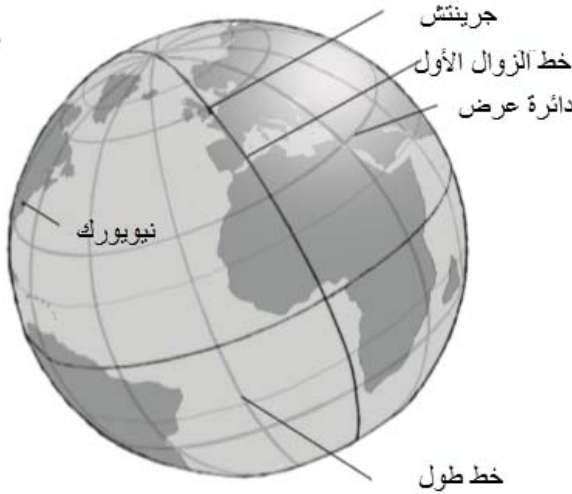 جرينتش
خط الزوال الأول
دائرة عرض
نيويورك
خط طول